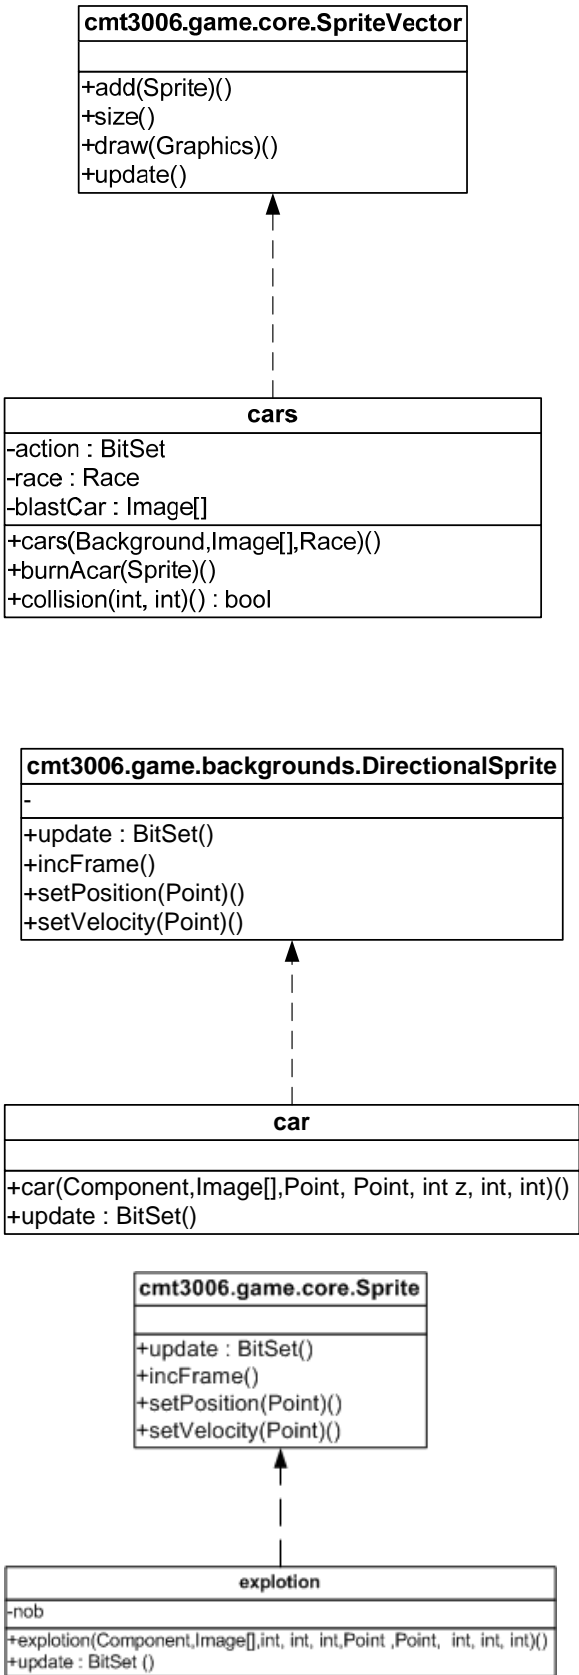 cmt3006.game.core.SpriteVector
+add(Sprite)()
+size()
+draw(Graphics)()
+update()
cars
-action : BitSet
-race : Race
-blastCar : Image[]
+cars(Background,Image[],Race)()
+burnAcar(Sprite)()
+collision(int, int)() : bool
cmt3006.game.backgrounds.DirectionalSprite
-
+update : BitSet()
+incFrame()
+setPosition(Point)()
+setVelocity(Point)()
car
+car(Component,Image[],Point, Point, int z, int, int)()
+update : BitSet()
cmt3006.game.core.Sprite
+update : BitSet()
+incFrame()
+setPosition(Point)()
+setVelocity(Point)()
explotion
-nob
+explotion(Component,Image[],int, int, int,Point ,Point, int, int, int)()
+update : BitSet ()